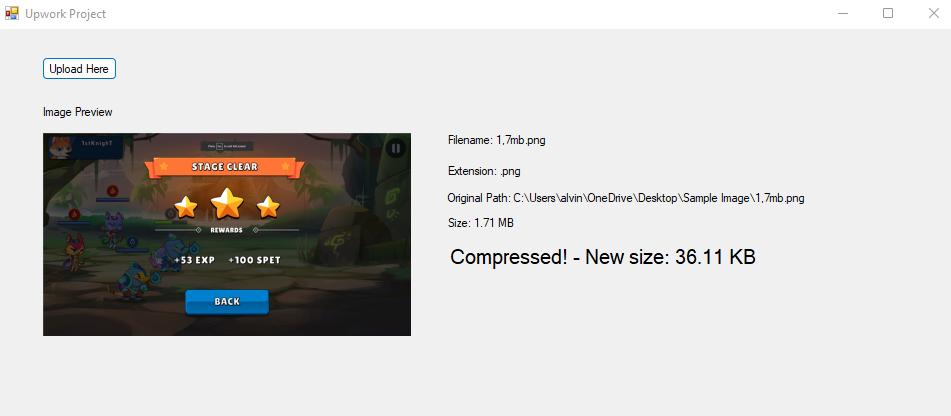 Upwork Project
Upload Here
Image Preview
1stKnighT
STAGE CLEAR
REWARDS
+53 EXP +100 SPET
BACK
Filename: 1,7mb.png
Extension: .png
Original Path: C:\Users\alvin\OneDrive\Desktop\Sample Image\1,7mb.png
Size: 1.71 MB
Compressed! - New size: 36.11 KB